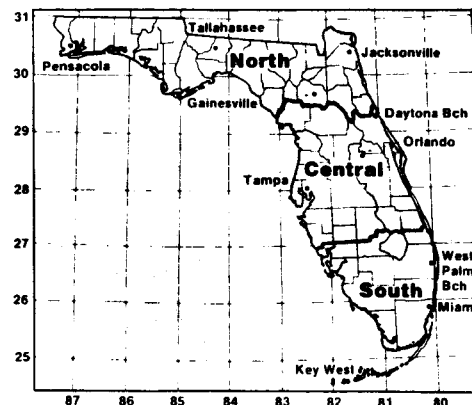 31
Tallahassee
Jacksonville
30
Pensacola
North
Gainesville
29
Daytona Bch
Orlando
Central
28
Tampa
27
West
Palm
Bch
26
South
Miami
25
Key West
87 86 85 84 83 82 81 80